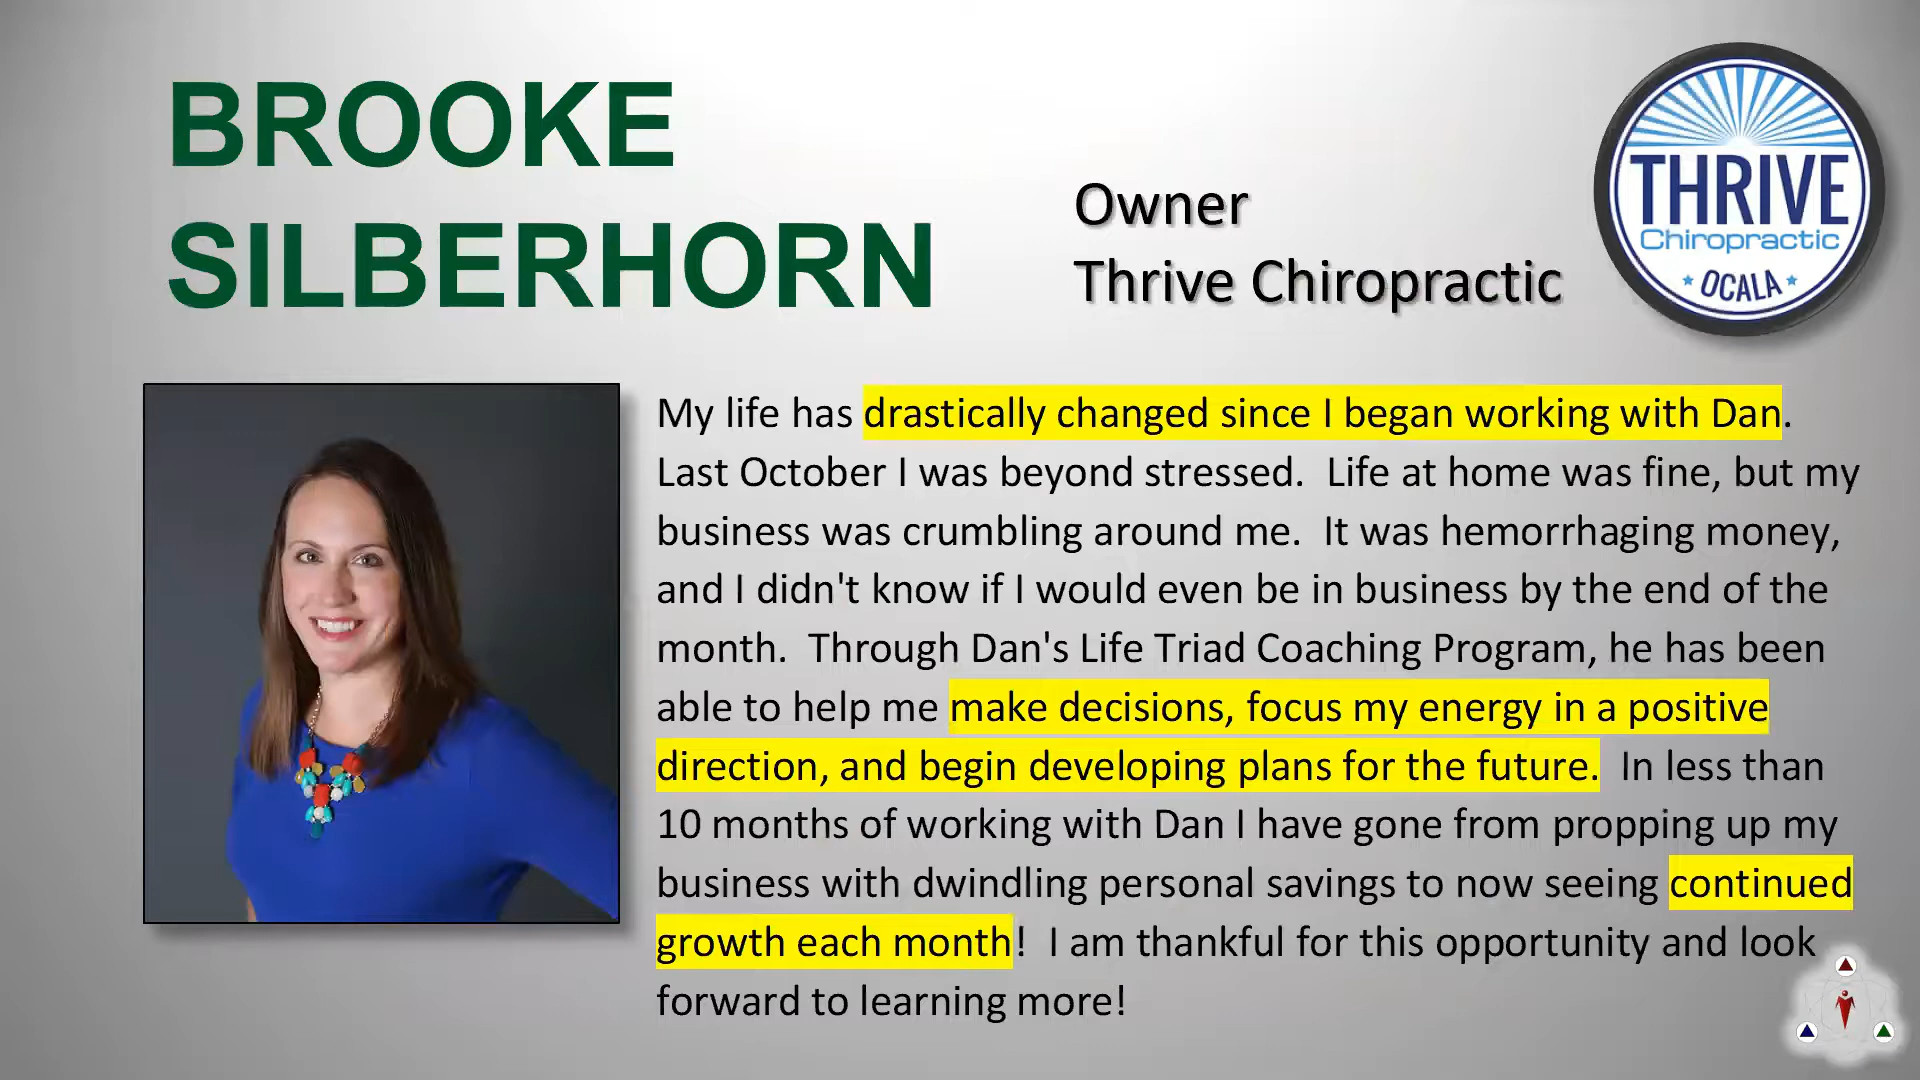 BROOKE
SILBERHORN
Owner
Thrive Chiropractic
THRIVE
Chiropractic
OCALA
My life has drastically changed since I began working with Dan.
Last October I was beyond stressed.  Life at home was fine, but my
business was crumbling around me.  It was hemorrhaging money,
and I didn't know if I would even be in business by the end of the
month.  Through Dan's Life Triad Coaching Program, he has been
able to help me make decisions, focus my energy in a positive
direction, and begin developing plans for the future.  In less than
10 months of working with Dan I have gone from propping up my
business with dwindling personal savings to now seeing continued
growth each month!  I am thankful for this opportunity and look
forward to learning more!